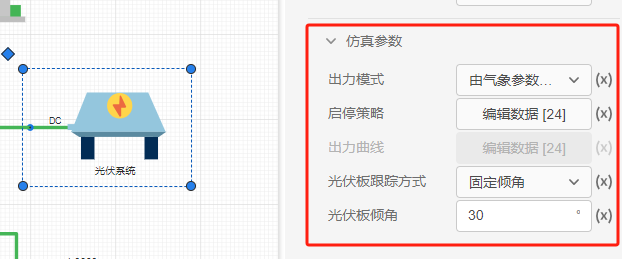 DC
光伏系统
仿真参数
出力模式 由气象参数... (x)
启停策略 编辑数据 [24] (x)
出力曲线 编辑数据 [24] (x)
光伏板跟踪方式 固定倾角 (x)
光伏板倾角 30 ° (x)